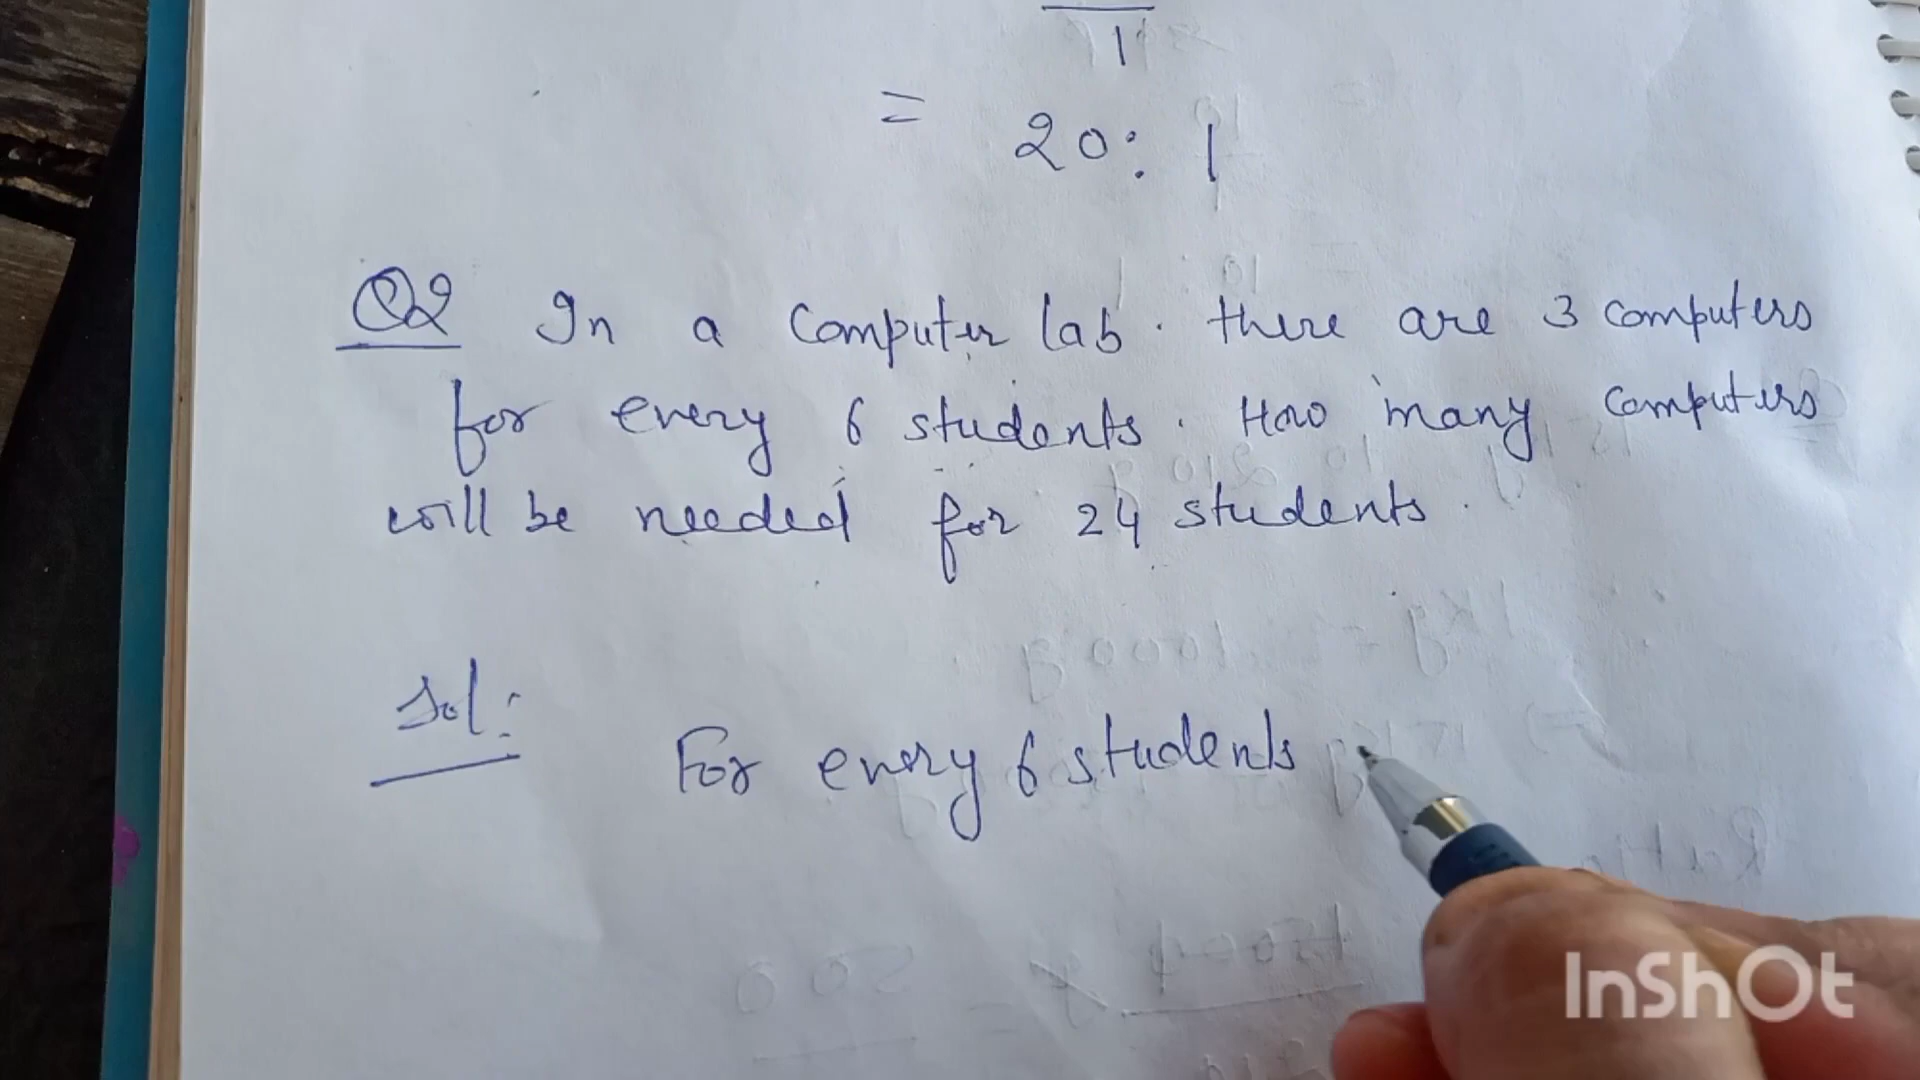 1
= 20: 1
Q2 In a Computer lab. there are 3 computers
for every 6 students. How many computers
will be needed for 24 students.
Sol:
For every 6 students
InShOt